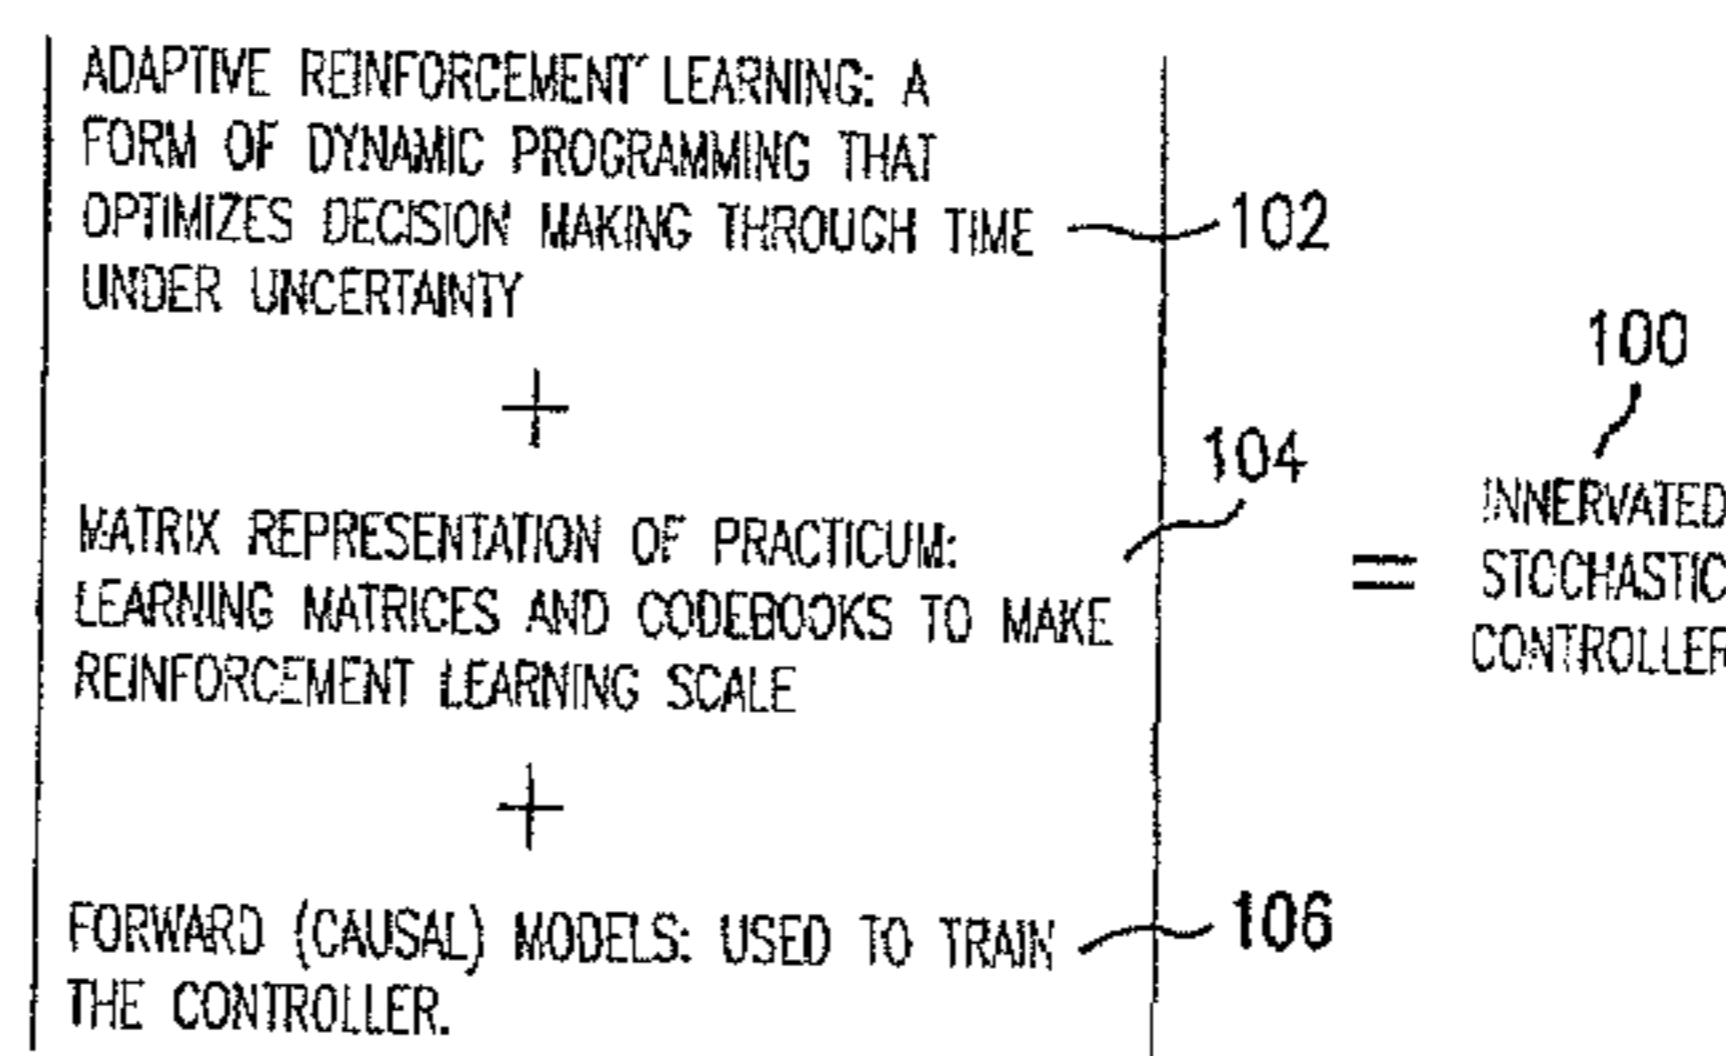 ADAPTIVE REINFORCEMENT LEARNING: A
FORM OF DYNAMIC PROGRAMMING THAT
OPTIMIZES DECISION MAKING THROUGH TIME
UNDER UNCERTAINTY
102
+
MATRIX REPRESENTATION OF PRACTICUM:
LEARNING MATRICES AND CODEBOOKS TO MAKE
REINFORCEMENT LEARNING SCALE
104
+
FORWARD (CAUSAL) MODELS: USED TO TRAIN
THE CONTROLLER.
106
=
100
INNERVATED
STOCHASTIC
CONTROLLER